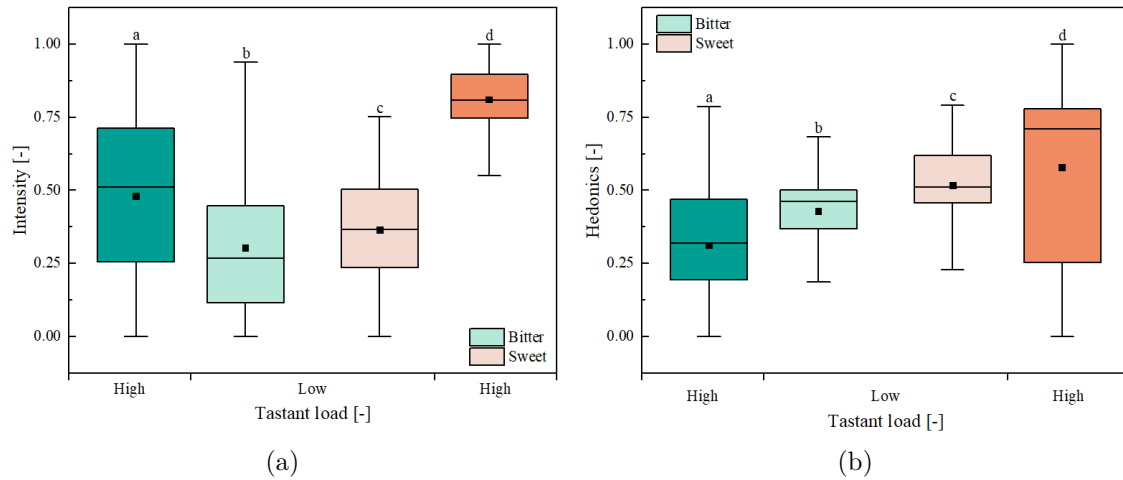 a
b
c
d
1.00
0.75
0.50
0.25
0.00
Intensity [-]
Bitter
Sweet
High
Low
High
Tastant load [-]
(a)
Bitter
Sweet
a
b
c
d
1.00
0.75
0.50
0.25
0.00
Hedonics [-]
High
Low
High
Tastant load [-]
(b)